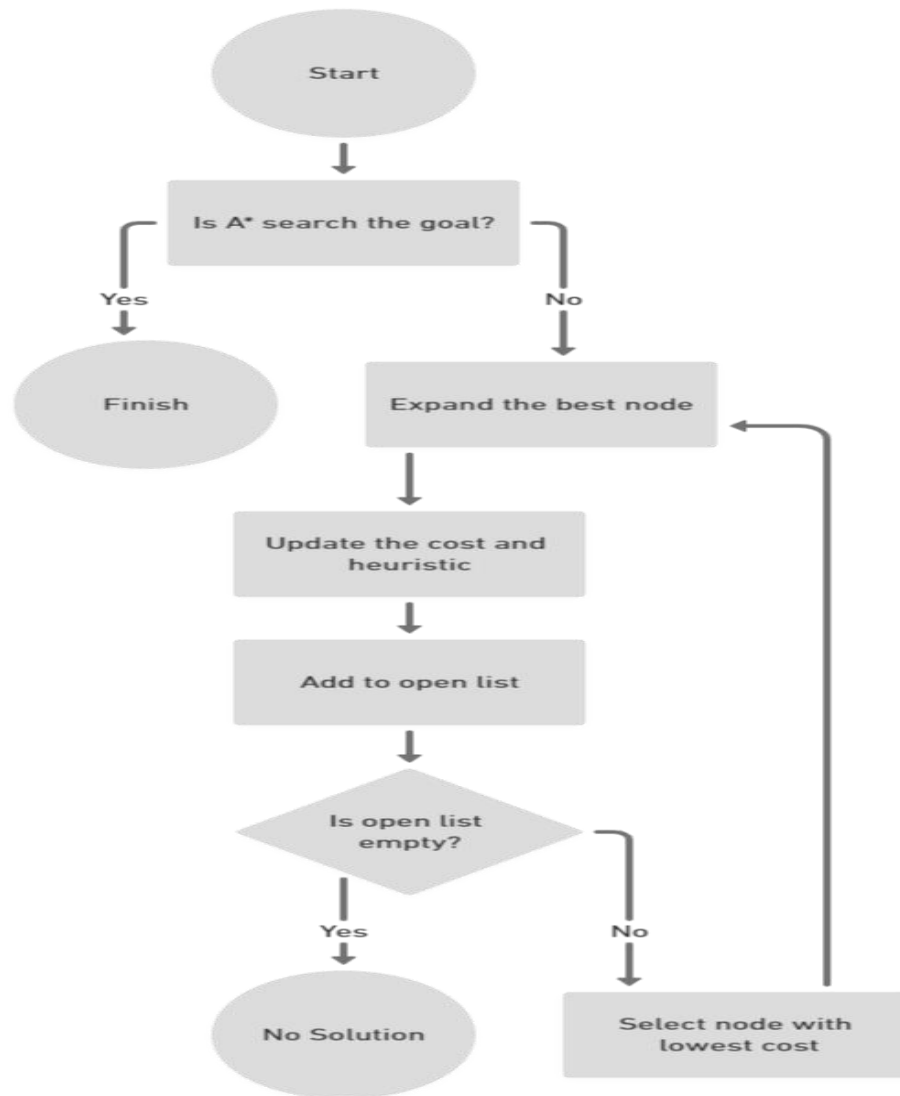 Start
Is A* search the goal?
Yes
No
Finish
Expand the best node
Update the cost and
heuristic
Add to open list
Is open list
empty?
Yes
No
No Solution
Select node with
lowest cost